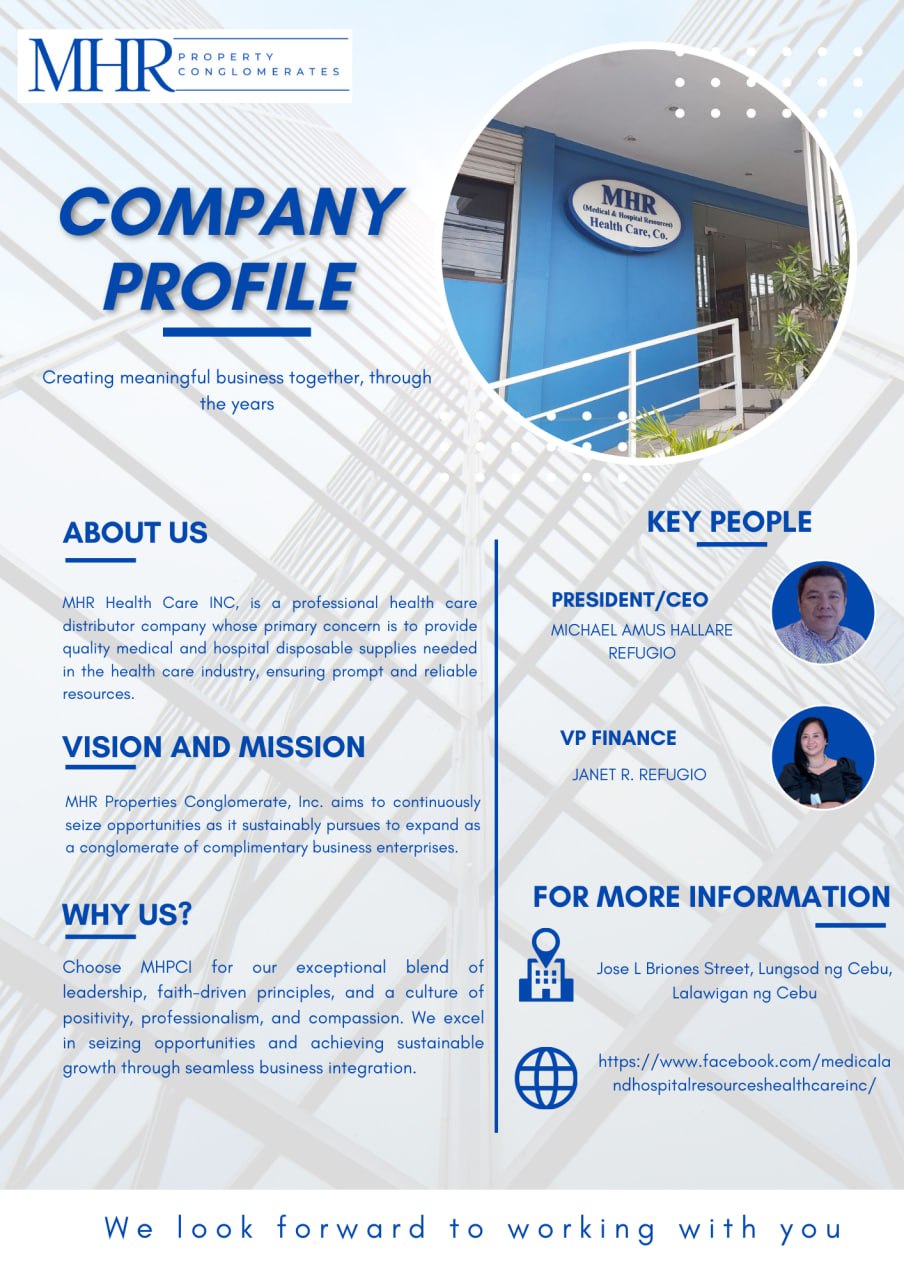 MHR PROPERTY
CONGLOMERATES
MHR
(Medical & Hospital Resources)
Health Care, Co.
COMPANY
PROFILE
Creating meaningful business together, through
the years
ABOUT US
MHR Health Care INC, is a professional health care
distributor company whose primary concern is to provide
quality medical and hospital disposable supplies needed
in the health care industry, ensuring prompt and reliable
resources.
VISION AND MISSION
MHR Properties Conglomerate, Inc. aims to continuously
seize opportunities as it sustainably pursues to expand as
a conglomerate of complimentary business enterprises.
WHY US?
Choose MHPCI for our exceptional blend of
leadership, faith-driven principles, and a culture of
positivity, professionalism, and compassion. We excel
in seizing opportunities and achieving sustainable
growth through seamless business integration.
KEY PEOPLE
PRESIDENT/CEO
MICHAEL AMUS HALLARE
REFUGIO
VP FINANCE
JANET R. REFUGIO
FOR MORE INFORMATION
Jose L Briones Street, Lungsod ng Cebu,
Lalawigan ng Cebu
https://www.facebook.com/medicala
ndhospitalresourceshealthcareinc/
We look forward to working with you